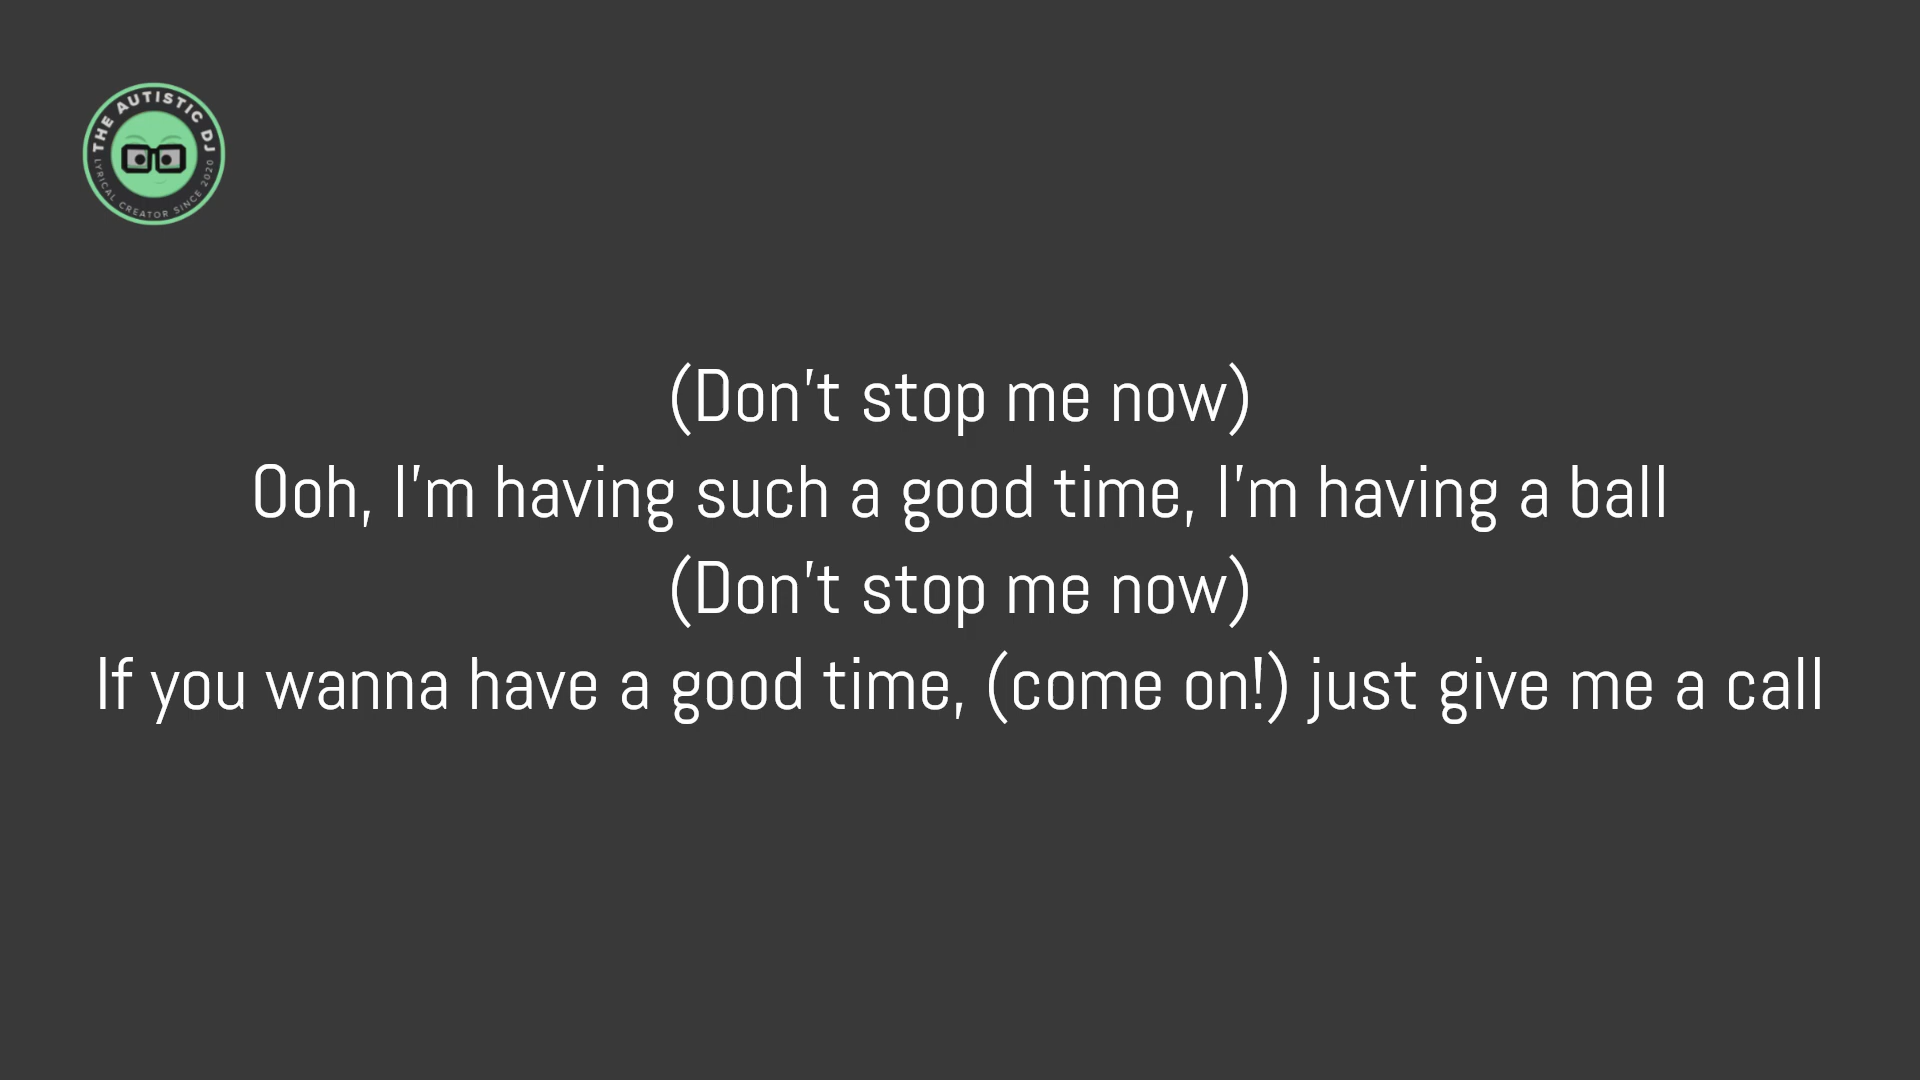 THE AUTISTIC DJ
LYRICAL CREATOR SINCE 2020
(Don't stop me now)
Ooh, I'm having such a good time, I'm having a ball
(Don't stop me now)
If you wanna have a good time, (come on!) just give me a call